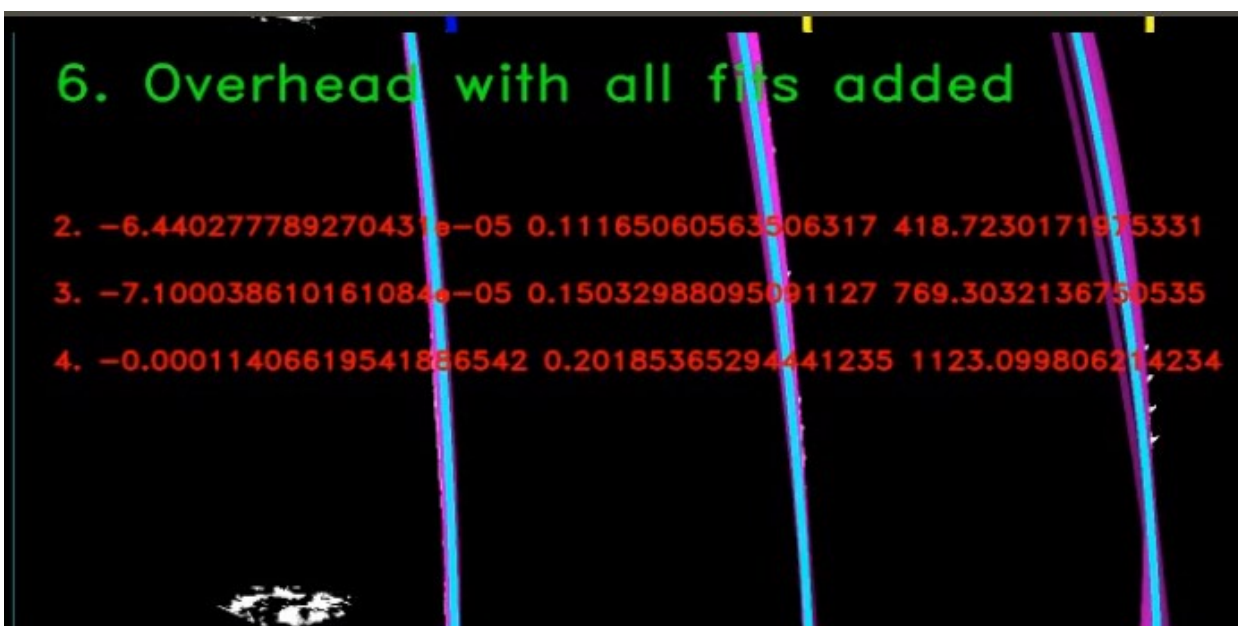 6. Overhead with all fits added
2. -6.440277789270431e-05 0.11165060563506317 418.7230171975331
3. -7.100038610161084e-05 0.15032988095091127 769.3032136750535
4. -0.00011406619541886542 0.20185365294441235 1123.099806214234